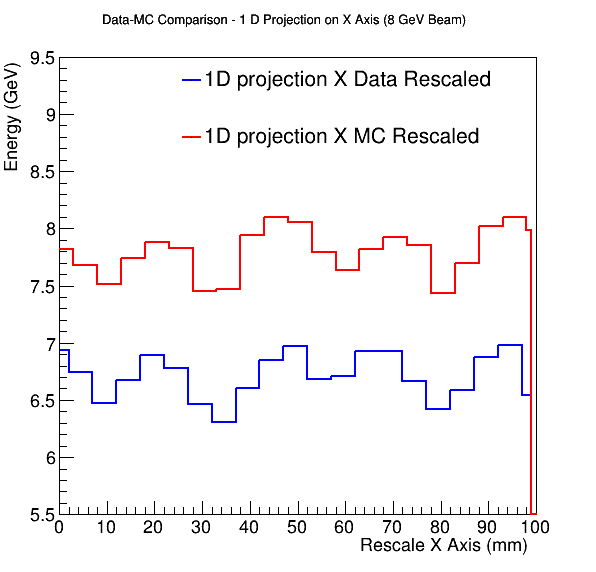 Data-MC Comparison - 1 D Projection on X Axis (8 GeV Beam)
Energy (GeV)
9.5
9
8.5
8
7.5
7
6.5
6
5.5
1D projection X Data Rescaled
1D projection X MC Rescaled
0 10 20 30 40 50 60 70 80 90 100
Rescale X Axis (mm)